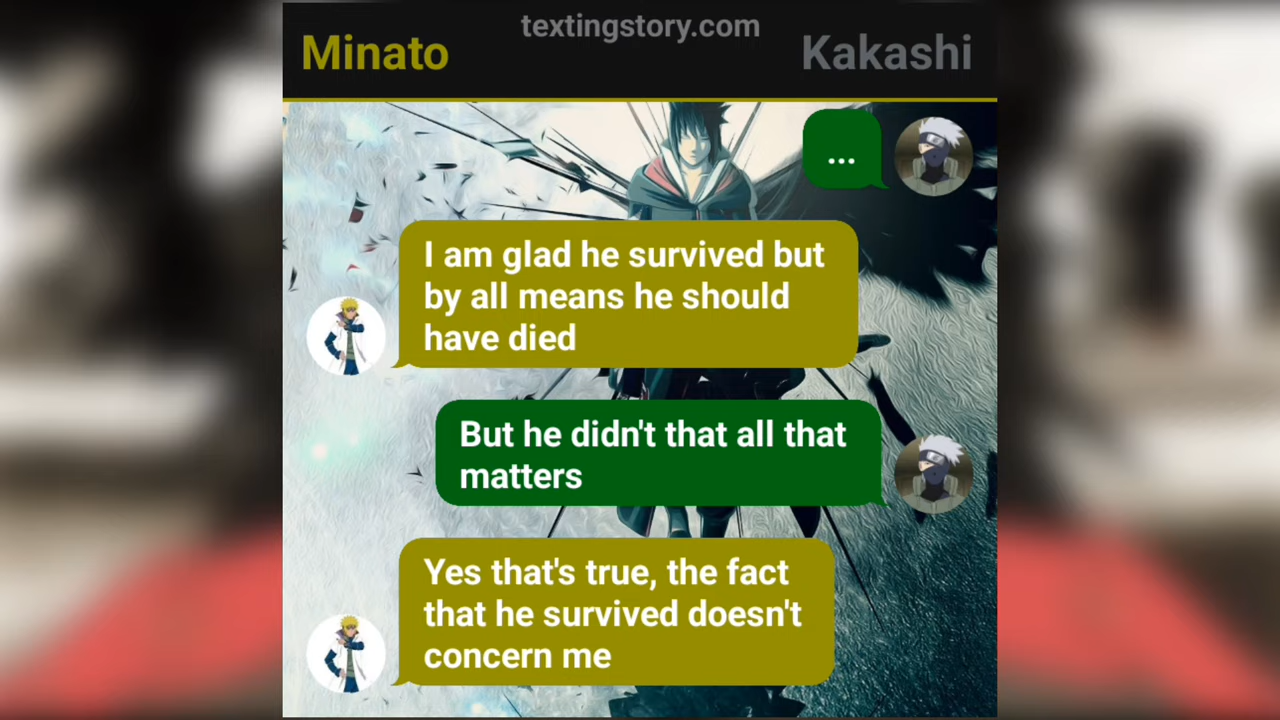 textingstory.com
Minato
Kakashi
...
I am glad he survived but
by all means he should
have died
But he didn't that all that
matters
Yes that's true, the fact
that he survived doesn't
concern me